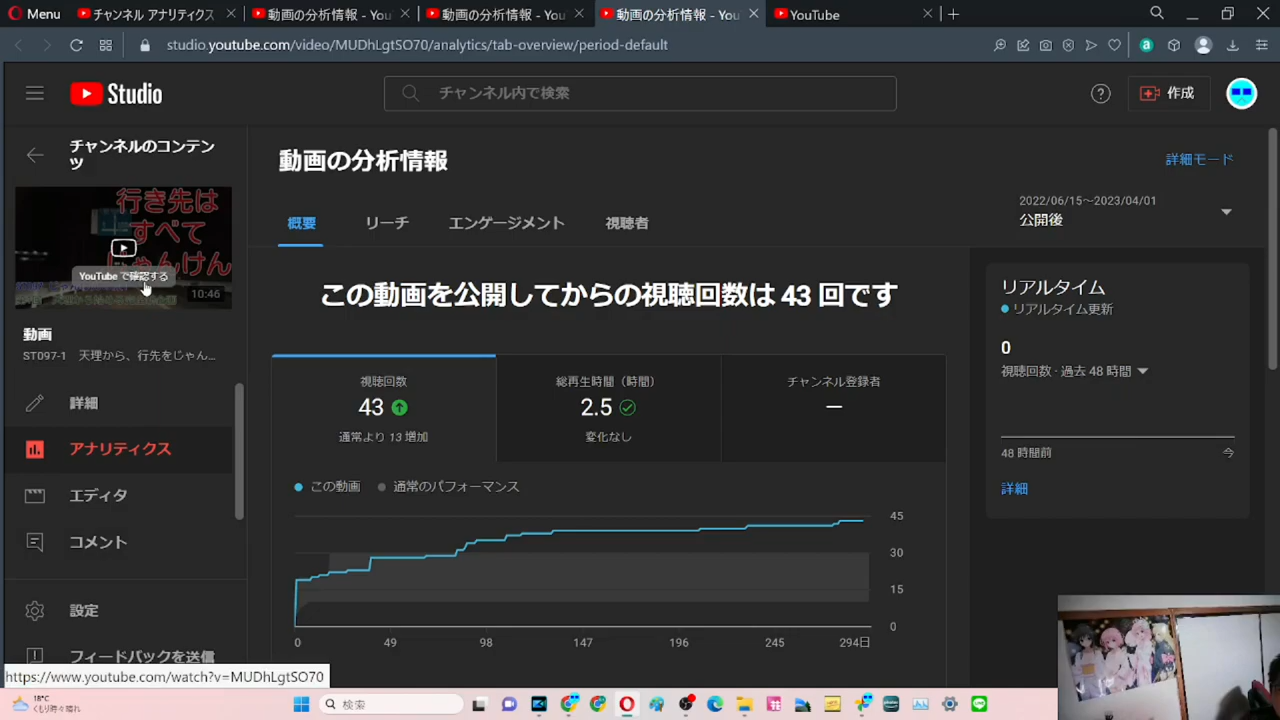 Menu
チャンネル アナリティクス
動画の分析情報 - You
動画の分析情報 - You
動画の分析情報 - You
YouTube
studio.youtube.com/video/MUDhLgtSO70/analytics/tab-overview/period-default
Studio
チャンネル内で検索
作成
チャンネルのコンテン
ツ
行き先は
すべて
じゃんけん
YouTube で確認する
10:46
動画
ST097-1 天理から、行先をじゃん...
詳細
アナリティクス
エディタ
コメント
設定
フィードバックを送信
https://www.youtube.com/watch?v=MUDhLgtSO70
動画の分析情報
詳細モード
概要
リーチ
エンゲージメント
視聴者
2022/06/15～2023/04/01
公開後
この動画を公開してからの視聴回数は 43 回です
視聴回数
43
通常より 13 増加
総再生時間（時間）
2.5
変化なし
チャンネル登録者
—
この動画
通常のパフォーマンス
45
30
15
0
0
49
98
147
196
245
294日
リアルタイム
リアルタイム更新
0
視聴回数・過去 48 時間
48 時間前
今
詳細
18°C
くもり時々晴れ
検索